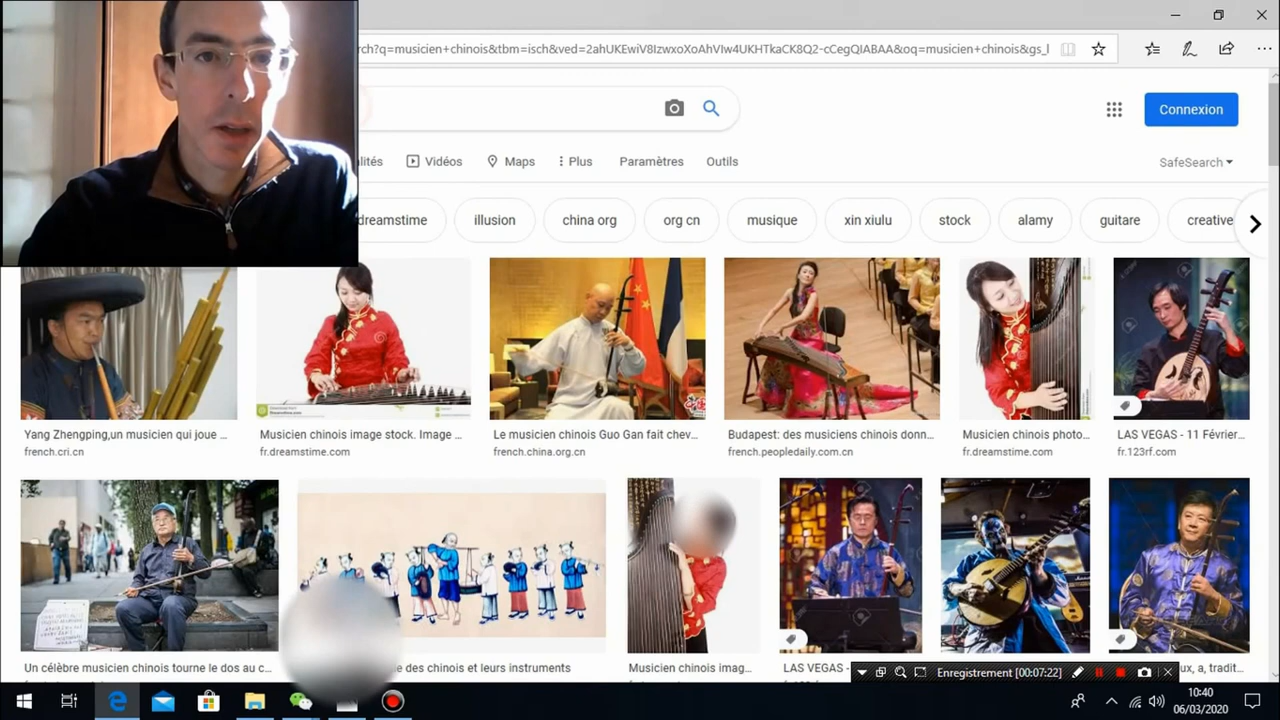 rch?q=musicien+chinois&tbm=isch&ved=2ahUKEwiV8IzwxoXoAhVIw4UKHTkaCK8Q2-cCegQIABAA&oq=musicien+chinois&gs_l
Connexion
alités Vidéos Maps Plus Paramètres Outils SafeSearch
dreamstime illusion china org org cn musique xin xiulu stock alamy guitare creative
Yang Zhengping,un musicien qui joue ...
french.cri.cn
Musicien chinois image stock. Image ...
fr.dreamstime.com
Le musicien chinois Guo Gan fait chev...
french.china.org.cn
Budapest: des musiciens chinois donn...
french.peopledaily.com.cn
Musicien chinois photo...
fr.dreamstime.com
LAS VEGAS - 11 Février...
fr.123rf.com
Un célèbre musicien chinois tourne le dos au c...
e des chinois et leurs instruments
Musicien chinois imag...
LAS VEGAS -
ux, a, tradit...
Enregistrement [00:07:22]
10:40
06/03/2020